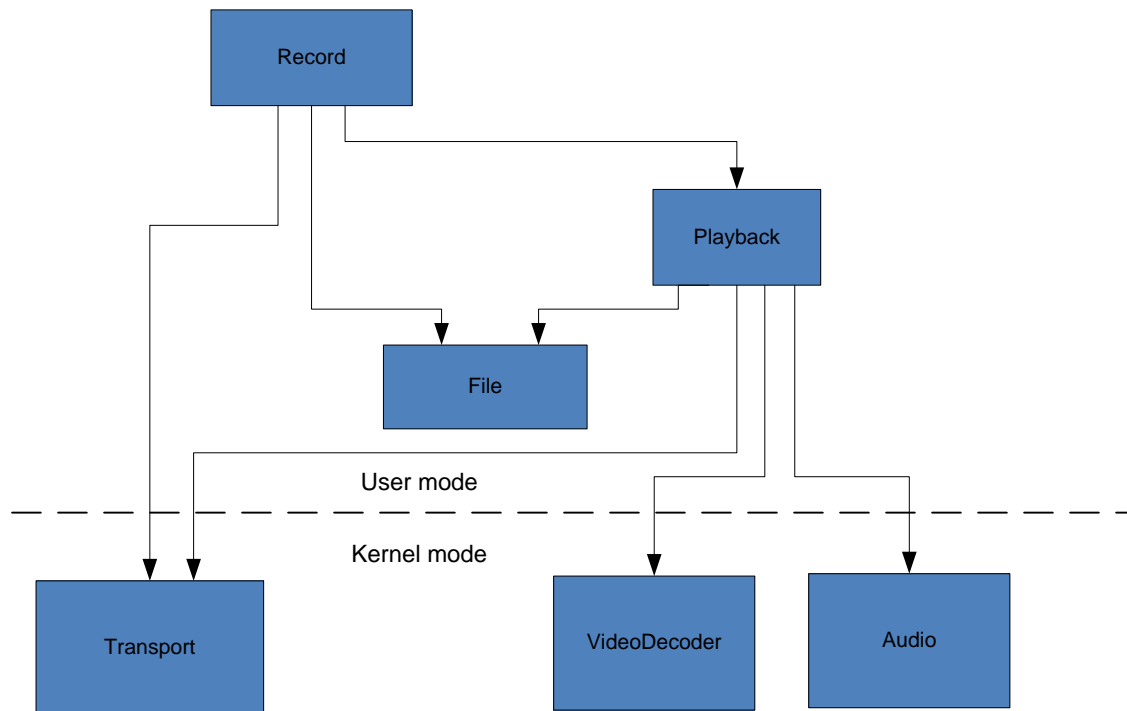 Record
Playback
File
User mode
Kernel mode
Transport
VideoDecoder
Audio